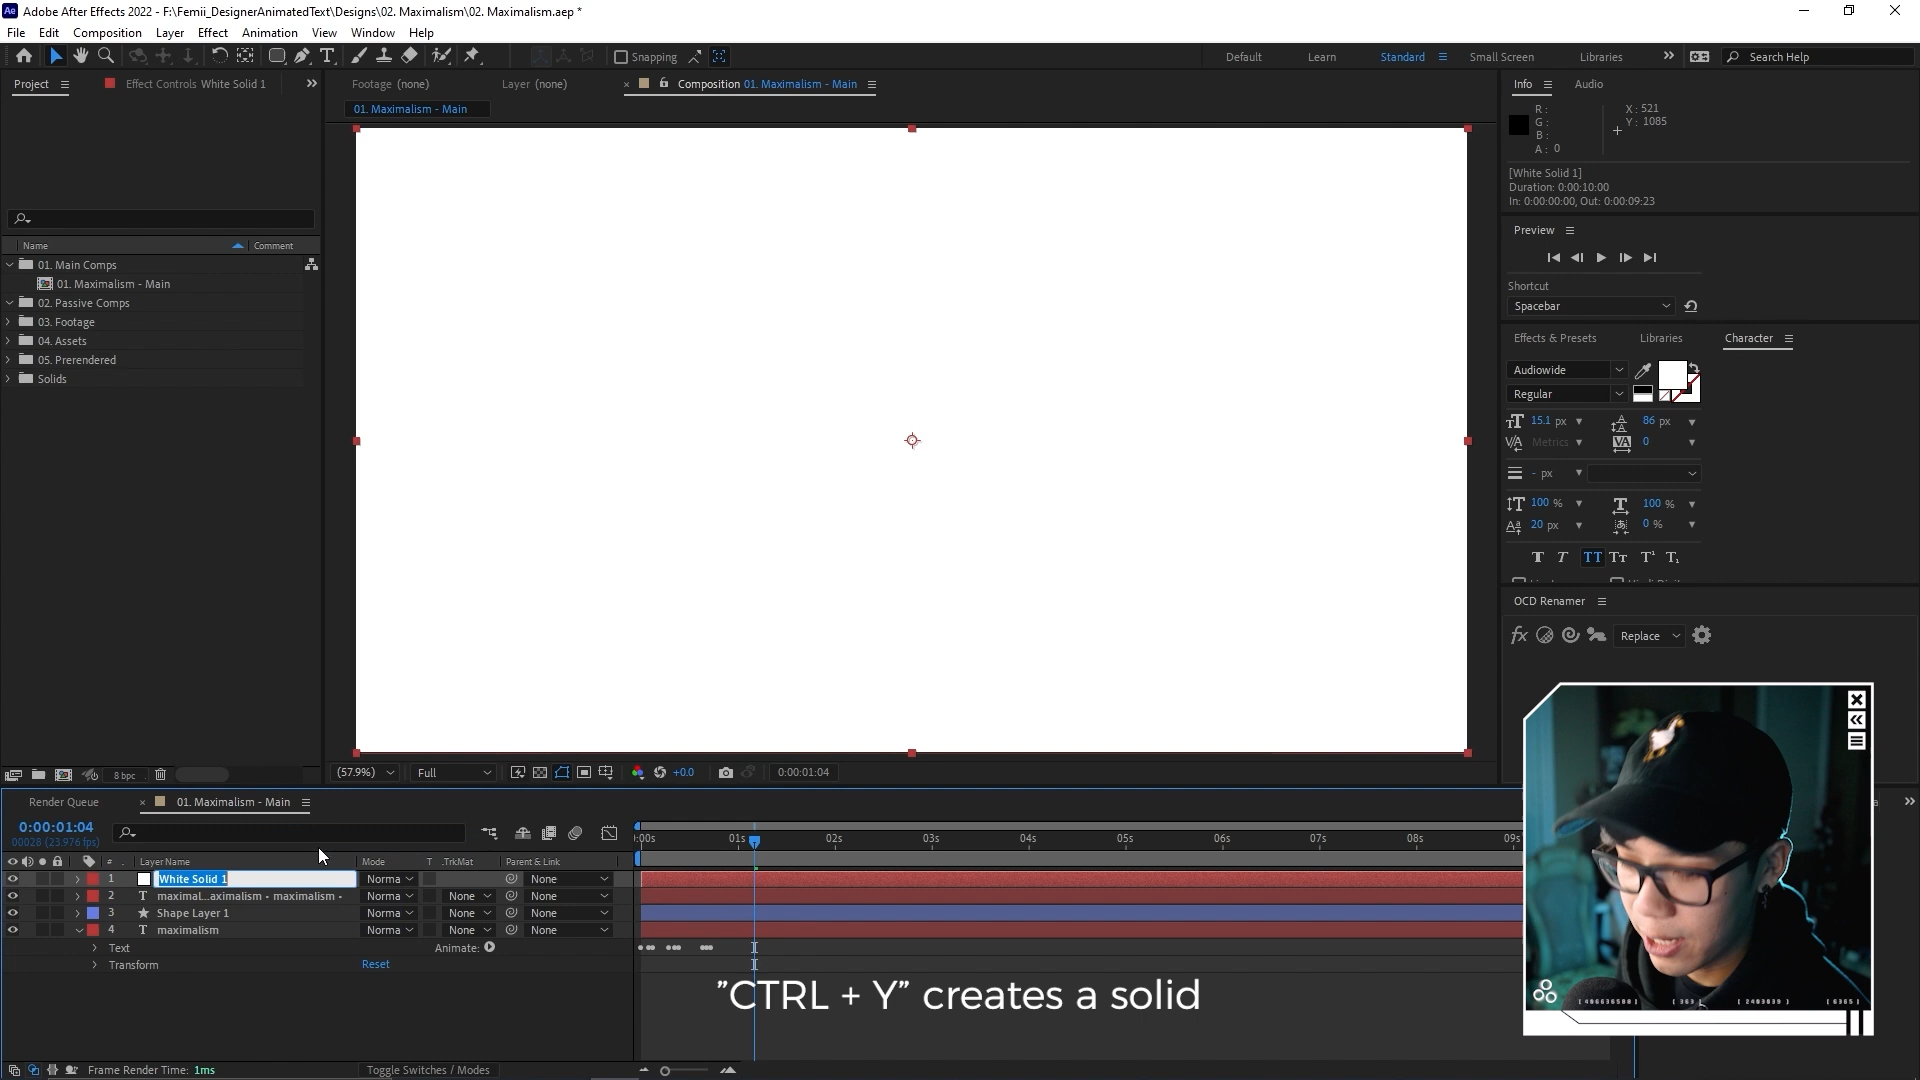 Ae Adobe After Effects 2022 - F:\Femii_DesignerAnimatedText\Designs\02. Maximalism\02. Maximalism.aep *
File Edit Composition Layer Effect Animation View Window Help
Snapping
Default Learn Standard Small Screen Libraries Search Help
Project Effect Controls White Solid 1
Footage (none) Layer (none) Composition 01. Maximalism - Main
01. Maximalism - Main
Info Audio
R: X: 521
G: Y: 1085
B:
A: 0
[White Solid 1]
Duration: 0:00:10:00
In: 0:00:00:00, Out: 0:00:09:23
Preview
Shortcut
Spacebar
Name Comment
01. Main Comps
01. Maximalism - Main
02. Passive Comps
03. Footage
04. Assets
05. Prerendered
Solids
Effects & Presets Libraries Character
Audiowide
Regular
15.1 px 86 px
Metrics 0
- px
100 % 100 %
20 px 0 %
OCD Renamer
fx Replace
8 bpc
(57.9%) Full +0.0 0:00:01:04
Render Queue 01. Maximalism - Main
0:00:01:04
00028 (23.976 fps)
:00s 01s 02s 03s 04s 05s 06s 07s 08s 09s
# Layer Name Mode T .TrkMat Parent & Link
1 White Solid 1 Norma None
2 T maximal...aximalism - maximalism - Norma None None
3 Shape Layer 1 Norma None None
4 T maximalism Norma None None
Text Animate:
Transform Reset
"CTRL + Y" creates a solid
Frame Render Time: 1ms Toggle Switches / Modes